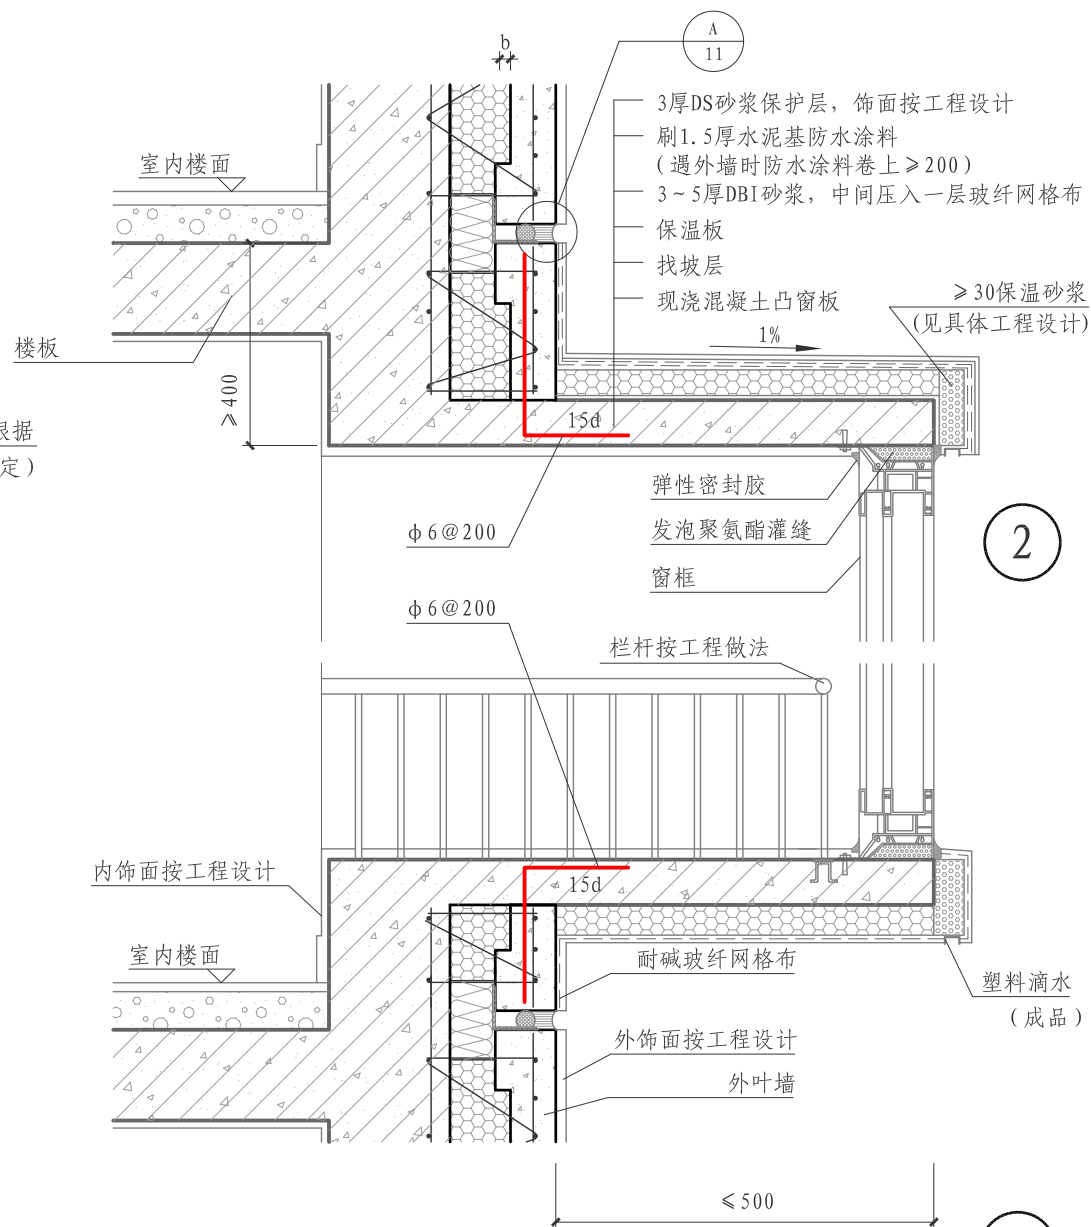 b
A
11
3厚DS砂浆保护层，饰面按工程设计
刷1.5厚水泥基防水涂料
(遇外墙时防水涂料卷上≥200)
3~5厚DBI砂浆，中间压入一层玻纤网格布
保温板
找坡层
现浇混凝土凸窗板
室内楼面
≥30保温砂浆
(见具体工程设计)
1%
楼板
≥400
根据
定)
15d
弹性密封胶
发泡聚氨酯灌缝
窗框
ф6@200
2
ф6@200
栏杆按工程做法
内饰面按工程设计
15d
室内楼面
耐碱玻纤网格布
塑料滴水
(成品)
外饰面按工程设计
外叶墙
≤500